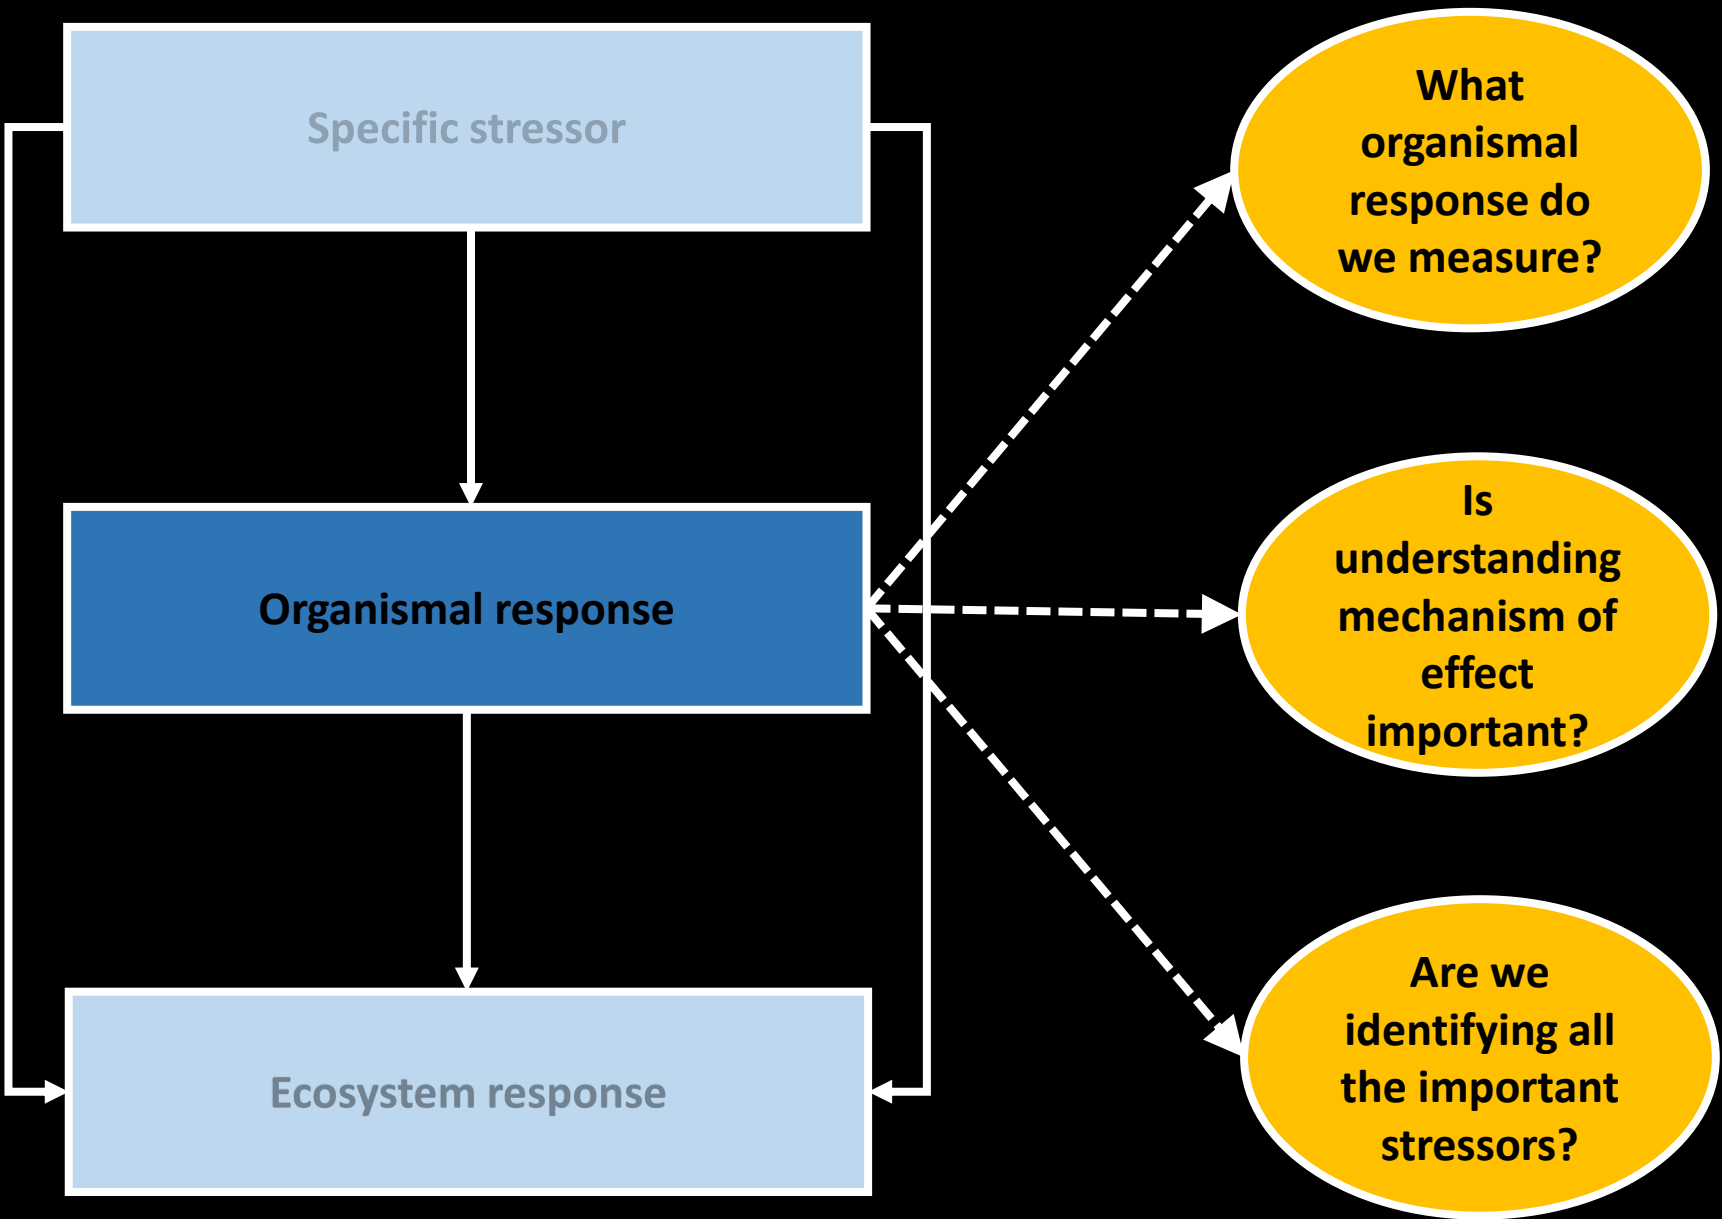 Specific stressor
Organismal response
Ecosystem response
What
organismal
response do
we measure?
Is
understanding
mechanism of
effect
important?
Are we
identifying all
the important
stressors?